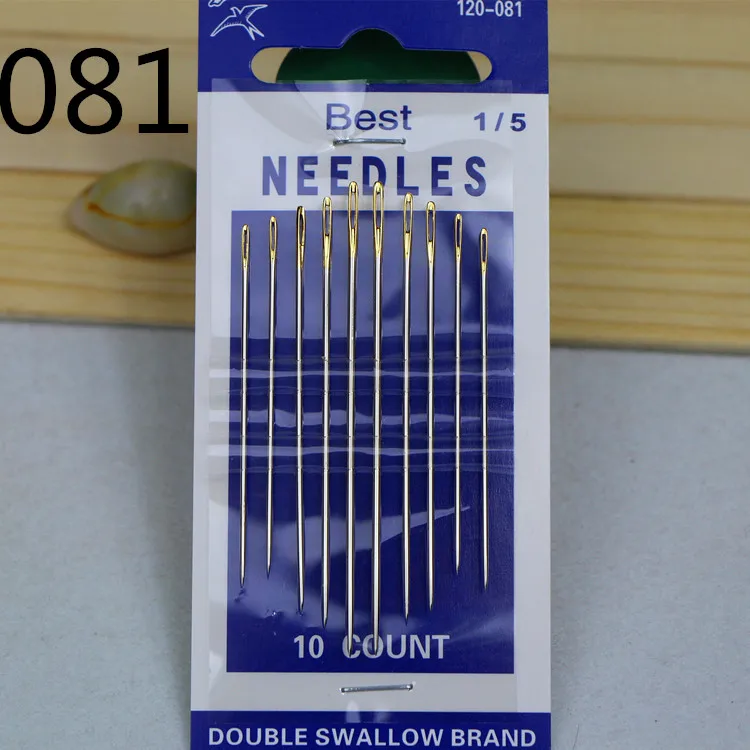 120-081
081
Best 1/5
NEEDLES
10 COUNT
DOUBLE SWALLOW BRAND